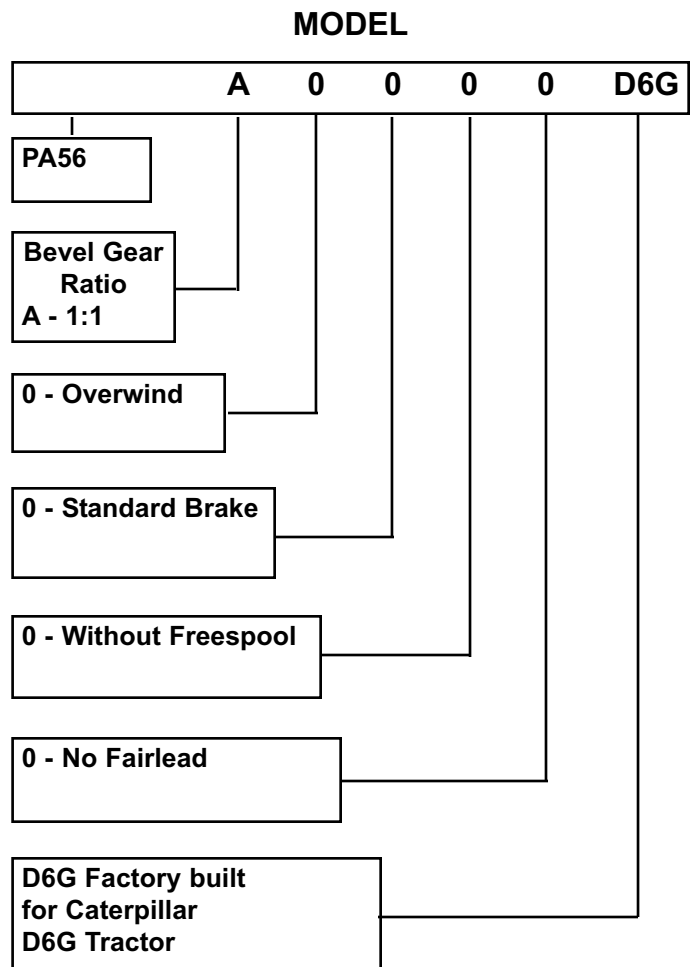 MODEL
A 0 0 0 0 D6G
PA56
Bevel Gear
Ratio
A - 1:1
0 - Overwind
0 - Standard Brake
0 - Without Freespool
0 - No Fairlead
D6G Factory built
for Caterpillar
D6G Tractor